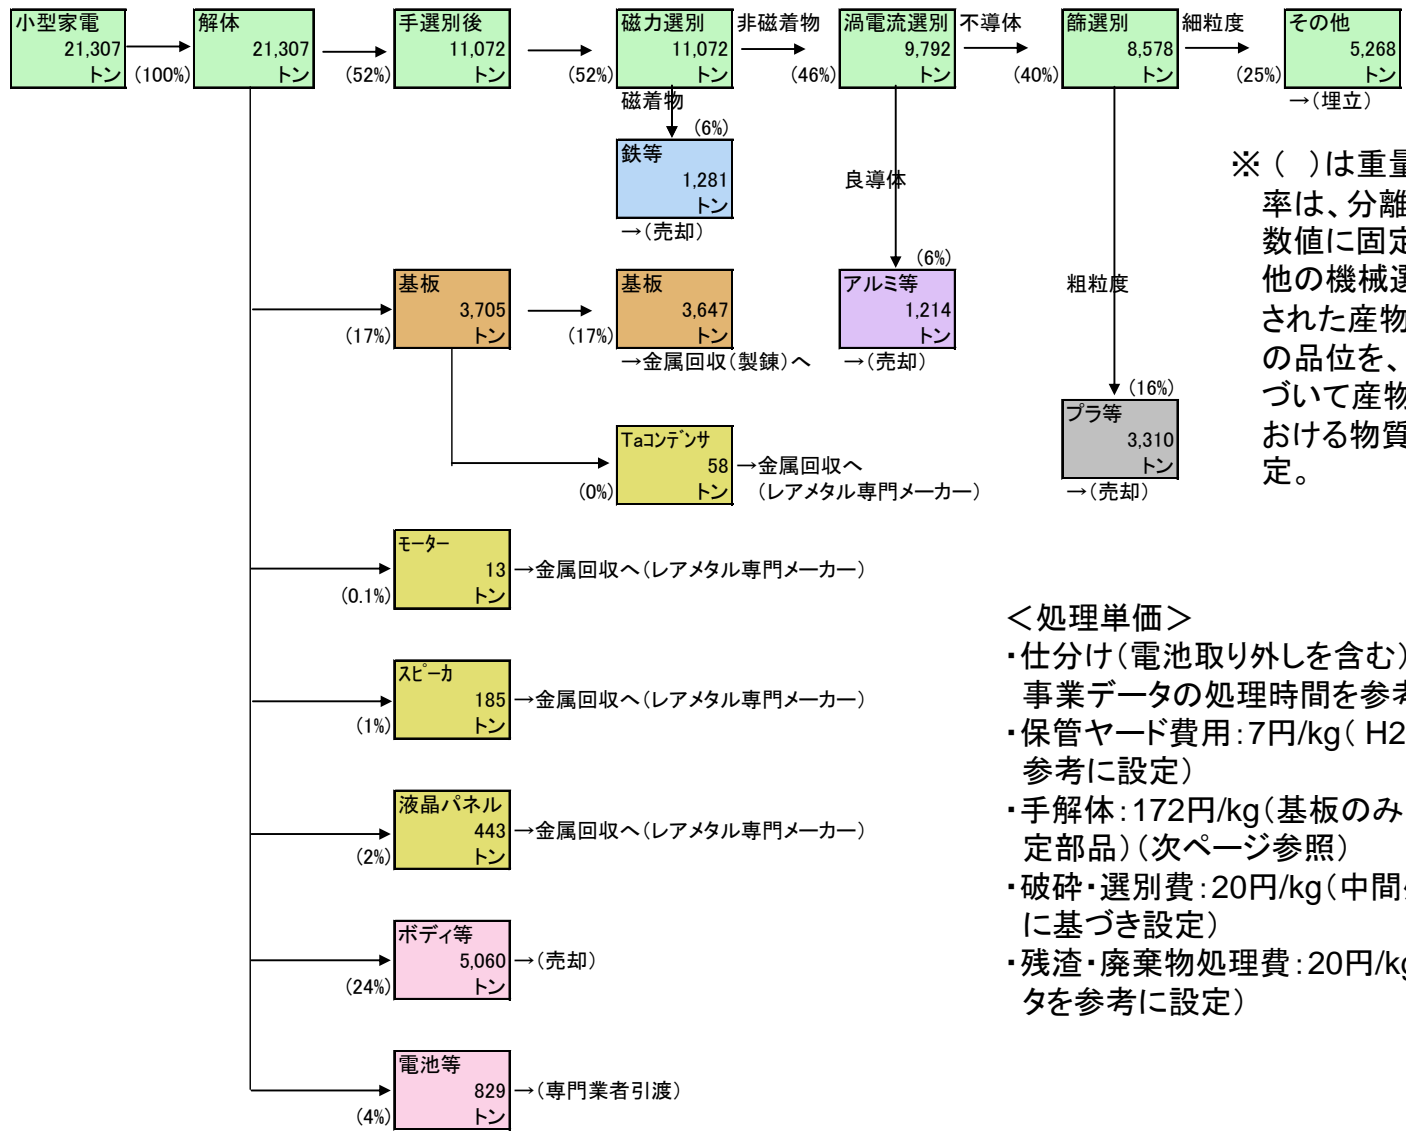 小型家電
21,307
トン
(100%)
解体
21,307
トン
(52%)
手選別後
11,072
トン
(52%)
磁力選別
11,072
トン
非磁着物
(46%)
渦電流選別
9,792
トン
不導体
(40%)
篩選別
8,578
トン
細粒度
(25%)
その他
5,268
トン
→(埋立)
磁着物
(6%)
鉄等
1,281
トン
→(売却)
良導体
(6%)
アルミ等
1,214
トン
→(売却)
粗粒度
(16%)
プラ等
3,310
トン
→(売却)
(17%)
基板
3,705
トン
(17%)
基板
3,647
トン
→金属回収(製錬)へ
(0%)
Taｺﾝﾃﾞﾝｻ
58
トン
→金属回収へ
(レアメタル専門メーカー)
(0.1%)
ﾓｰﾀｰ
13
トン
→金属回収へ(レアメタル専門メーカー)
(1%)
ｽﾋﾟｰｶ
185
トン
→金属回収へ(レアメタル専門メーカー)
(2%)
液晶パネル
443
トン
→金属回収へ(レアメタル専門メーカー)
(24%)
ボディ等
5,060
トン
→(売却)
(4%)
電池等
829
トン
→(専門業者引渡)
※ ( )は重量
率は、分離
数値に固定
他の機械選
された産物
の品位を、
づいて産物
おける物質
定。
＜処理単価＞
・仕分け(電池取り外しを含む)
事業データの処理時間を参考
・保管ヤード費用：7円/kg( H2
参考に設定)
・手解体：172円/kg(基板のみ
定部品)(次ページ参照)
・破砕・選別費：20円/kg(中間
に基づき設定)
・残渣・廃棄物処理費：20円/kg
タを参考に設定)